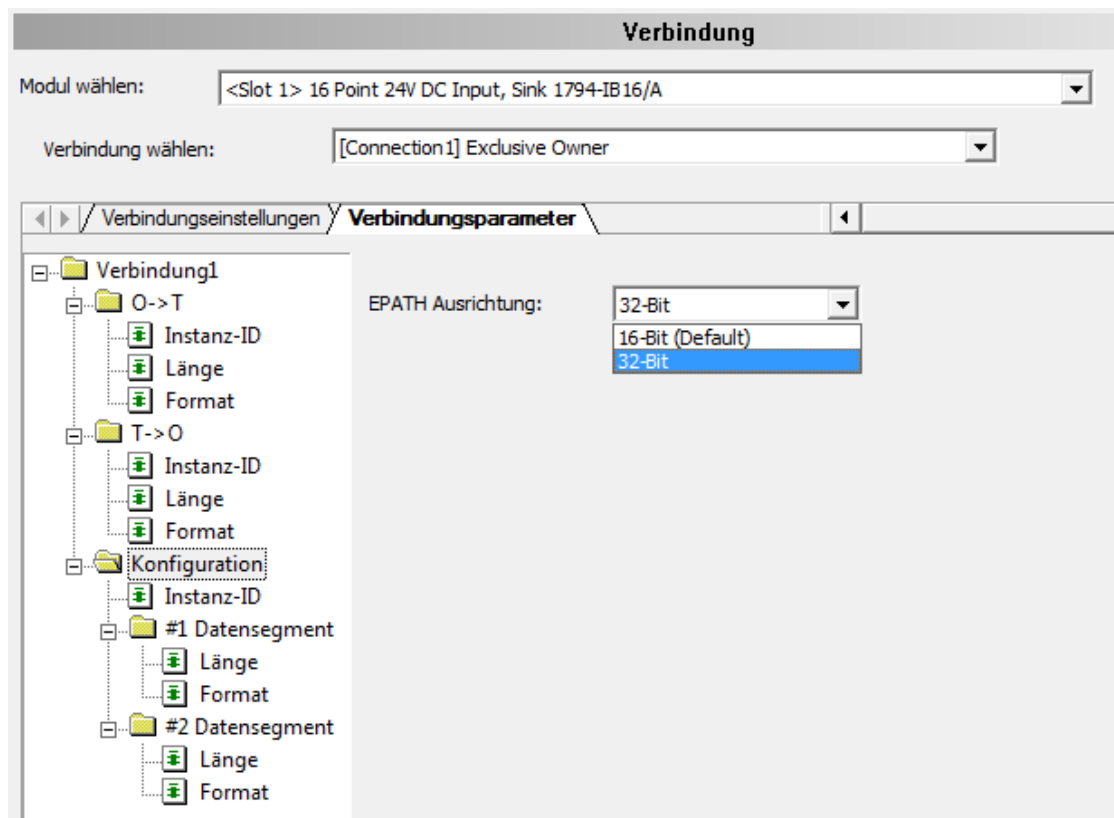 Verbindung
Modul wählen: <Slot 1> 16 Point 24V DC Input, Sink 1794-IB16/A
Verbindung wählen: [Connection1] Exclusive Owner
Verbindungseinstellungen Verbindungsparameter
Verbindung1
O->T
Instanz-ID
Länge
Format
T->O
Instanz-ID
Länge
Format
Konfiguration
Instanz-ID
#1 Datensegment
Länge
Format
#2 Datensegment
Länge
Format
EPATH Ausrichtung: 32-Bit
16-Bit (Default)
32-Bit